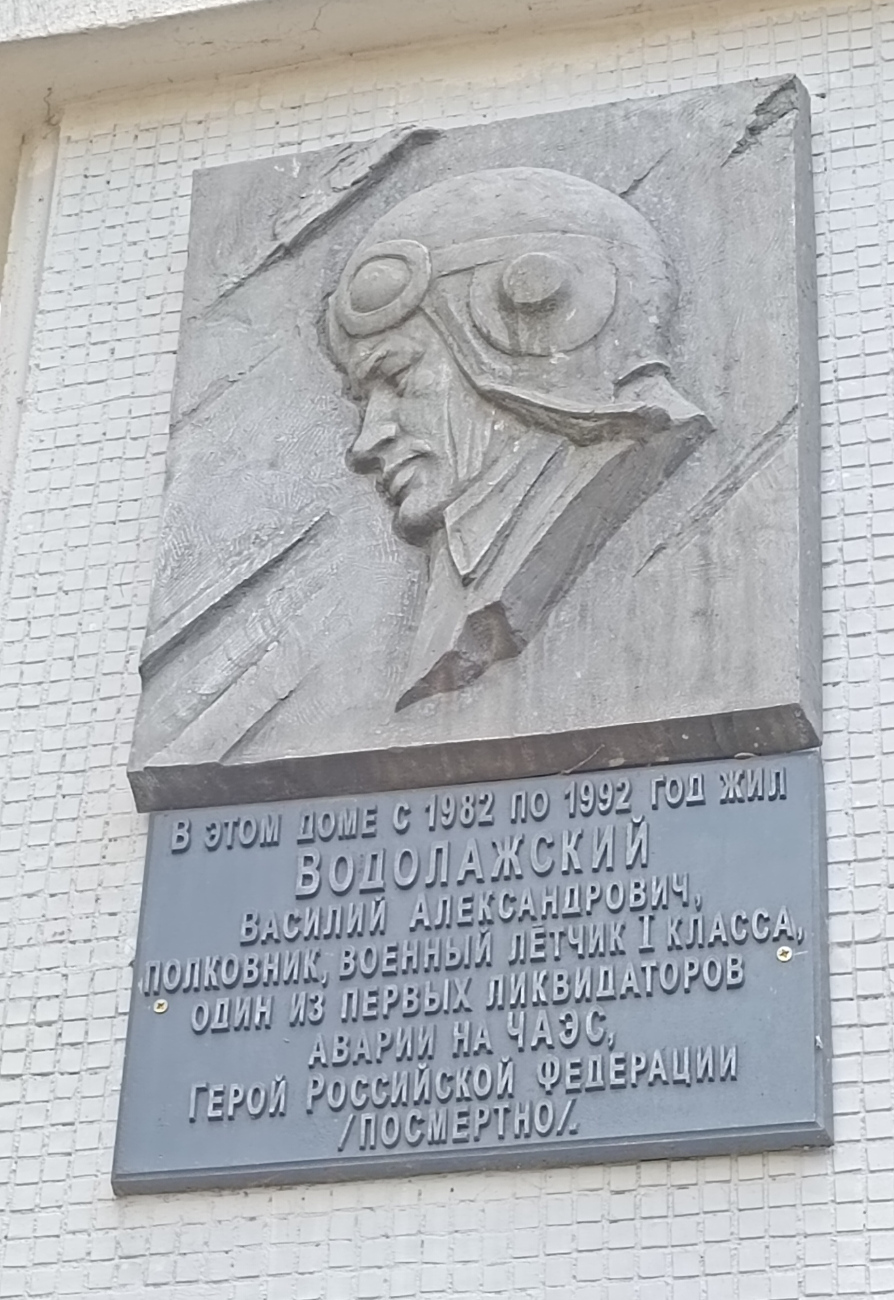 В ЭТОМ ДОМЕ С 1982 ПО 1992 ГОД ЖИЛ
ВОДОЛАЖСКИЙ
ВАСИЛИЙ АЛЕКСАНДРОВИЧ,
ПОЛКОВНИК, ВОЕННЫЙ ЛЁТЧИК I КЛАССА,
ОДИН ИЗ ПЕРВЫХ ЛИКВИДАТОРОВ
АВАРИИ НА ЧАЭС,
ГЕРОЙ РОССИЙСКОЙ ФЕДЕРАЦИИ
/ПОСМЕРТНО/.